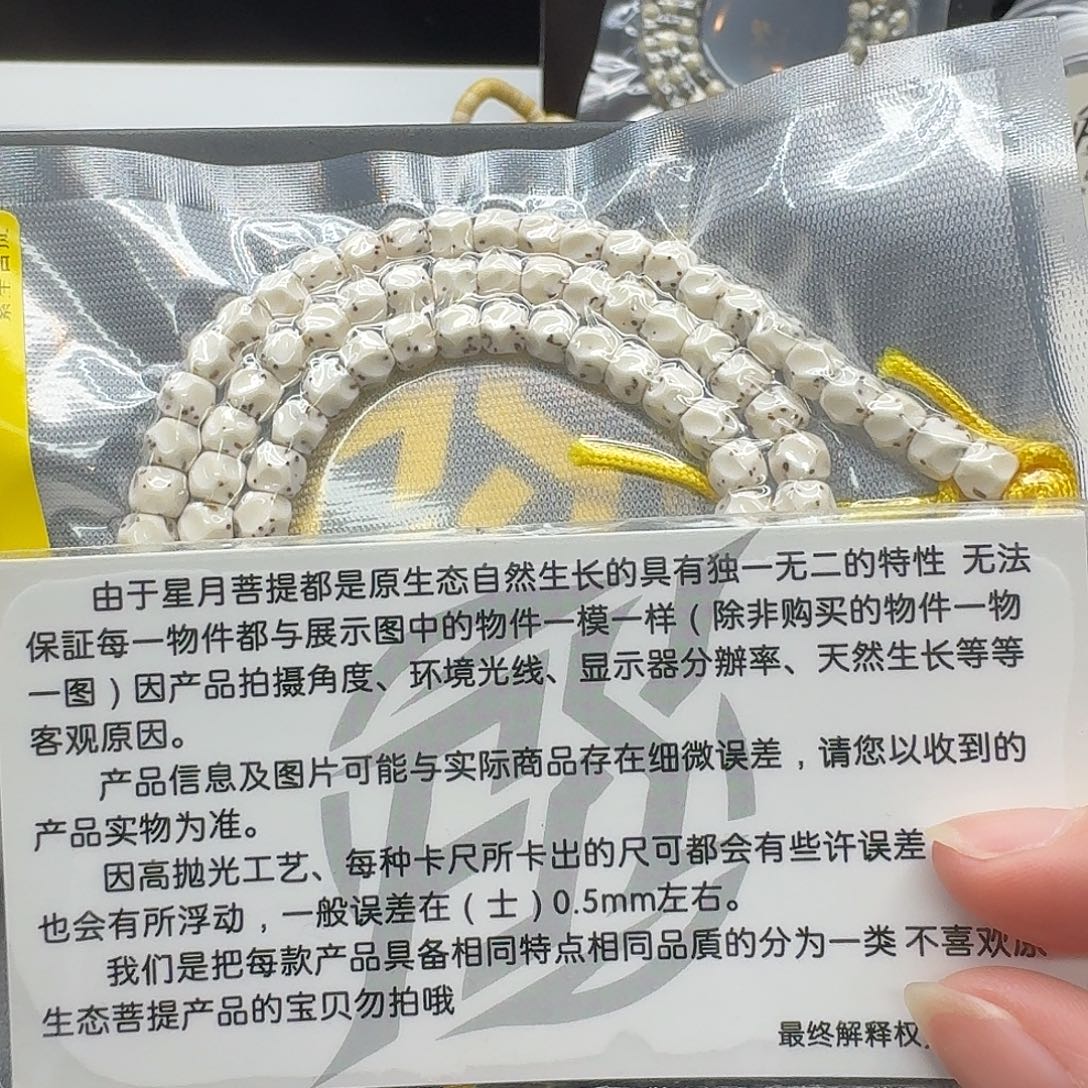 由于星月菩提都是原生态自然生长的具有独一无二的特性 无法
保証每一物件都与展示图中的物件一模一样（除非购买的物件一物
一图）因产品拍摄角度、环境光线、显示器分辦率、天然生长等等
客观原因。
产品信息及图片可能与实际商品存在细微误差，请您以收到的
产品实物为准。
因高抛光工艺、每种卡尺所卡出的尺可都会有些许误差
也会有所浮动，一般误差在（士）0.5mm左右。
我们是把每款产品具备相同特点相同品質的分为一类 不喜欢原
生态菩提产品的宝贝勿拍哦
最终解释权